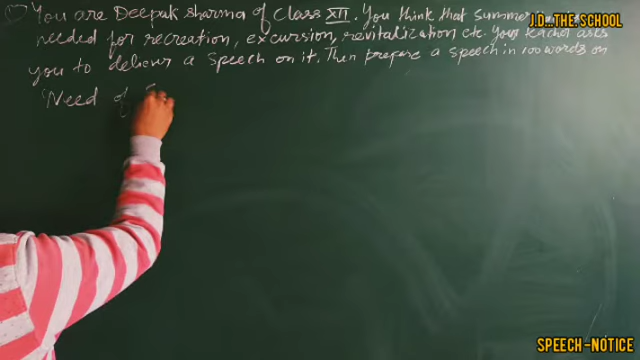 You are Deepak sharma of Class XII. You think that summer
J.D...THE. SCHOOL
needed for recreation, excursion, revitalization etc. Your teacher asks
you to deliver a speech on it. Then prepare a speech in 100 words on
'Need of
SPEECH -NOTICE